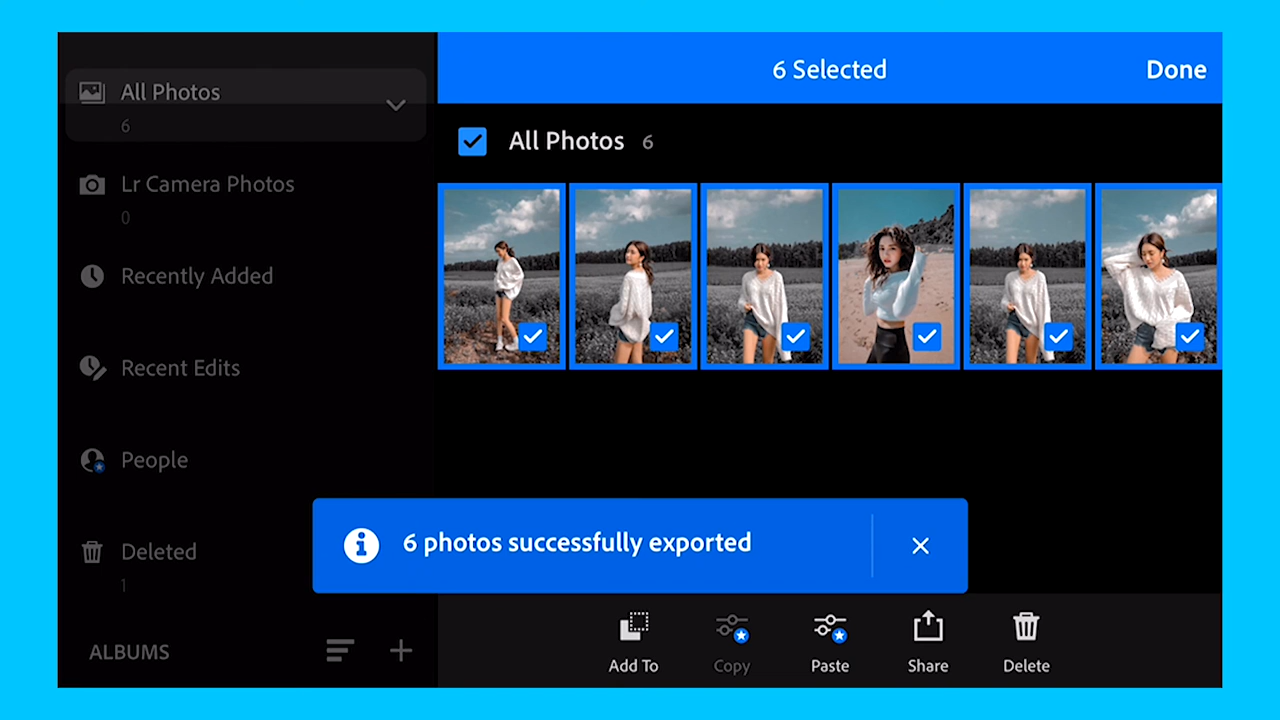 All Photos
6
Lr Camera Photos
0
Recently Added
Recent Edits
People
Deleted
1
ALBUMS
6 Selected
Done
All Photos 6
6 photos successfully exported
Add To
Copy
Paste
Share
Delete